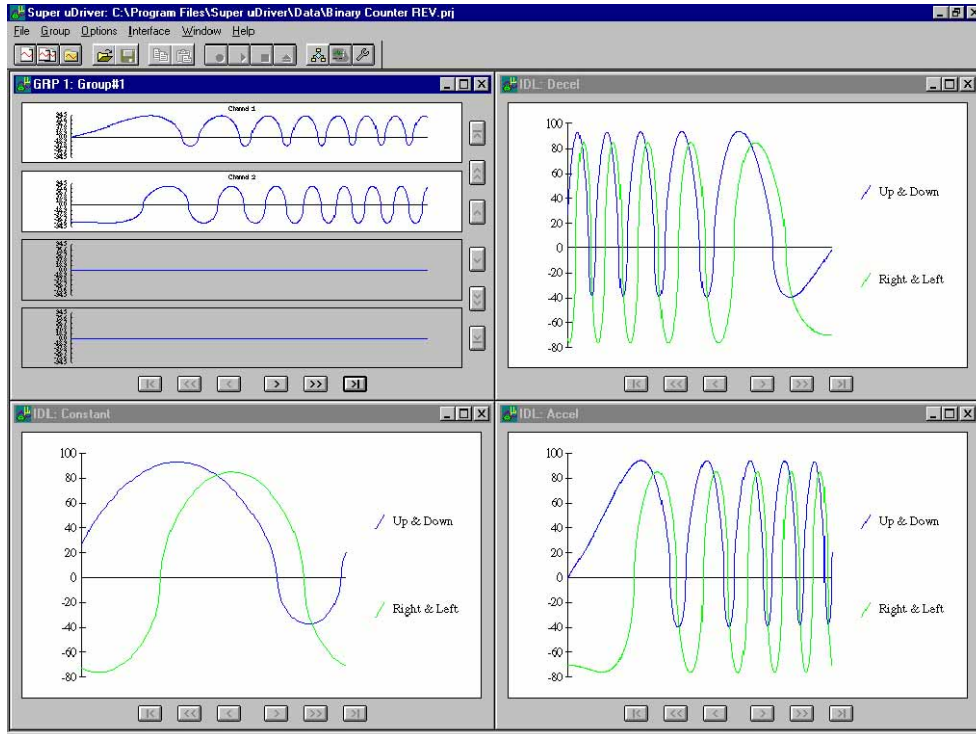 Super uDriver: C:\Program Files\Super uDriver\Data\Binary Counter REV.prj
File Group Options Interface Window Help
GRP 1: Group#1
Channel 1
Channel 2
IDL: Decel
100
80
60
40
20
0
-20
-40
-60
-80
Up & Down
Right & Left
IDL: Constant
100
80
60
40
20
0
-20
-40
-60
-80
Up & Down
Right & Left
IDL: Accel
100
80
60
40
20
0
-20
-40
-60
-80
Up & Down
Right & Left